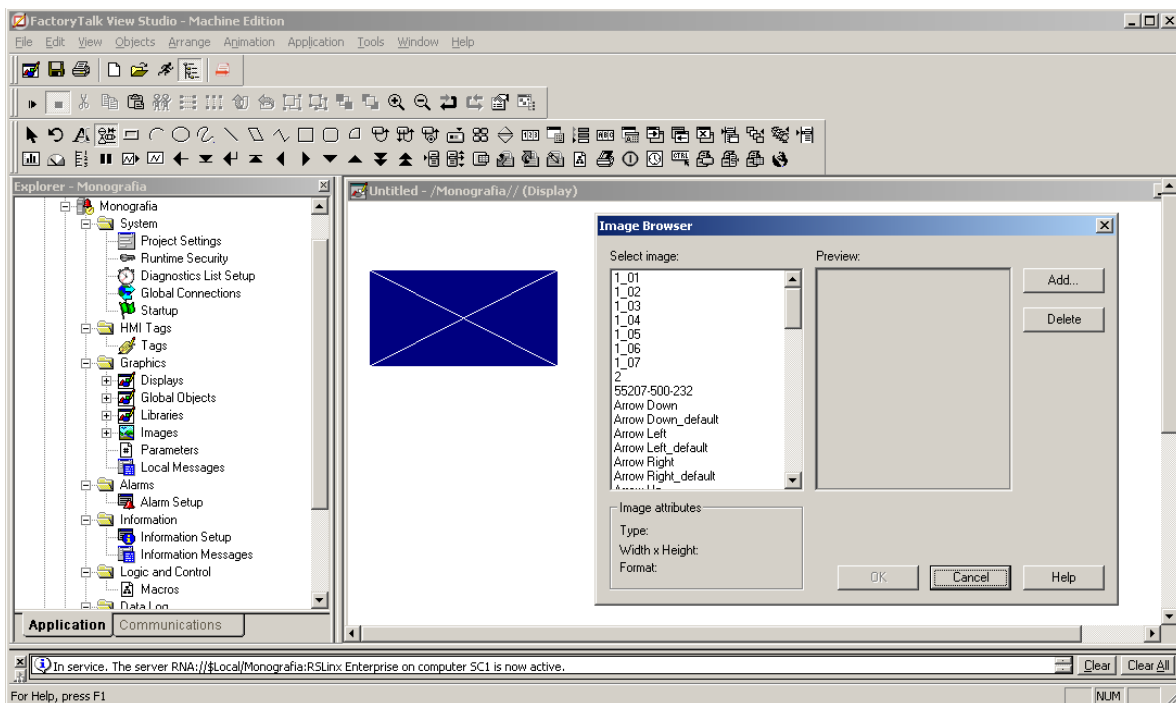 FactoryTalk View Studio - Machine Edition
File Edit View Objects Arrange Animation Application Tools Window Help
Explorer - Monografia
Monografia
System
Project Settings
Runtime Security
Diagnostics List Setup
Global Connections
Startup
HMI Tags
Tags
Graphics
Displays
Global Objects
Libraries
Images
Parameters
Local Messages
Alarms
Alarm Setup
Information
Information Setup
Information Messages
Logic and Control
Macros
Data Log
Application Communications
Untitled - /Monografia// (Display)
Image Browser
Select image:
1_01
1_02
1_03
1_04
1_05
1_06
1_07
2
55207-500-232
Arrow Down
Arrow Down_default
Arrow Left
Arrow Left_default
Arrow Right
Arrow Right_default
Preview:
Add...
Delete
Image attributes
Type:
Width x Height:
Format:
OK Cancel Help
In service. The server RNA://$Local/Monografia:RSLinx Enterprise on computer SC1 is now active.
Clear Clear All
For Help, press F1
NUM